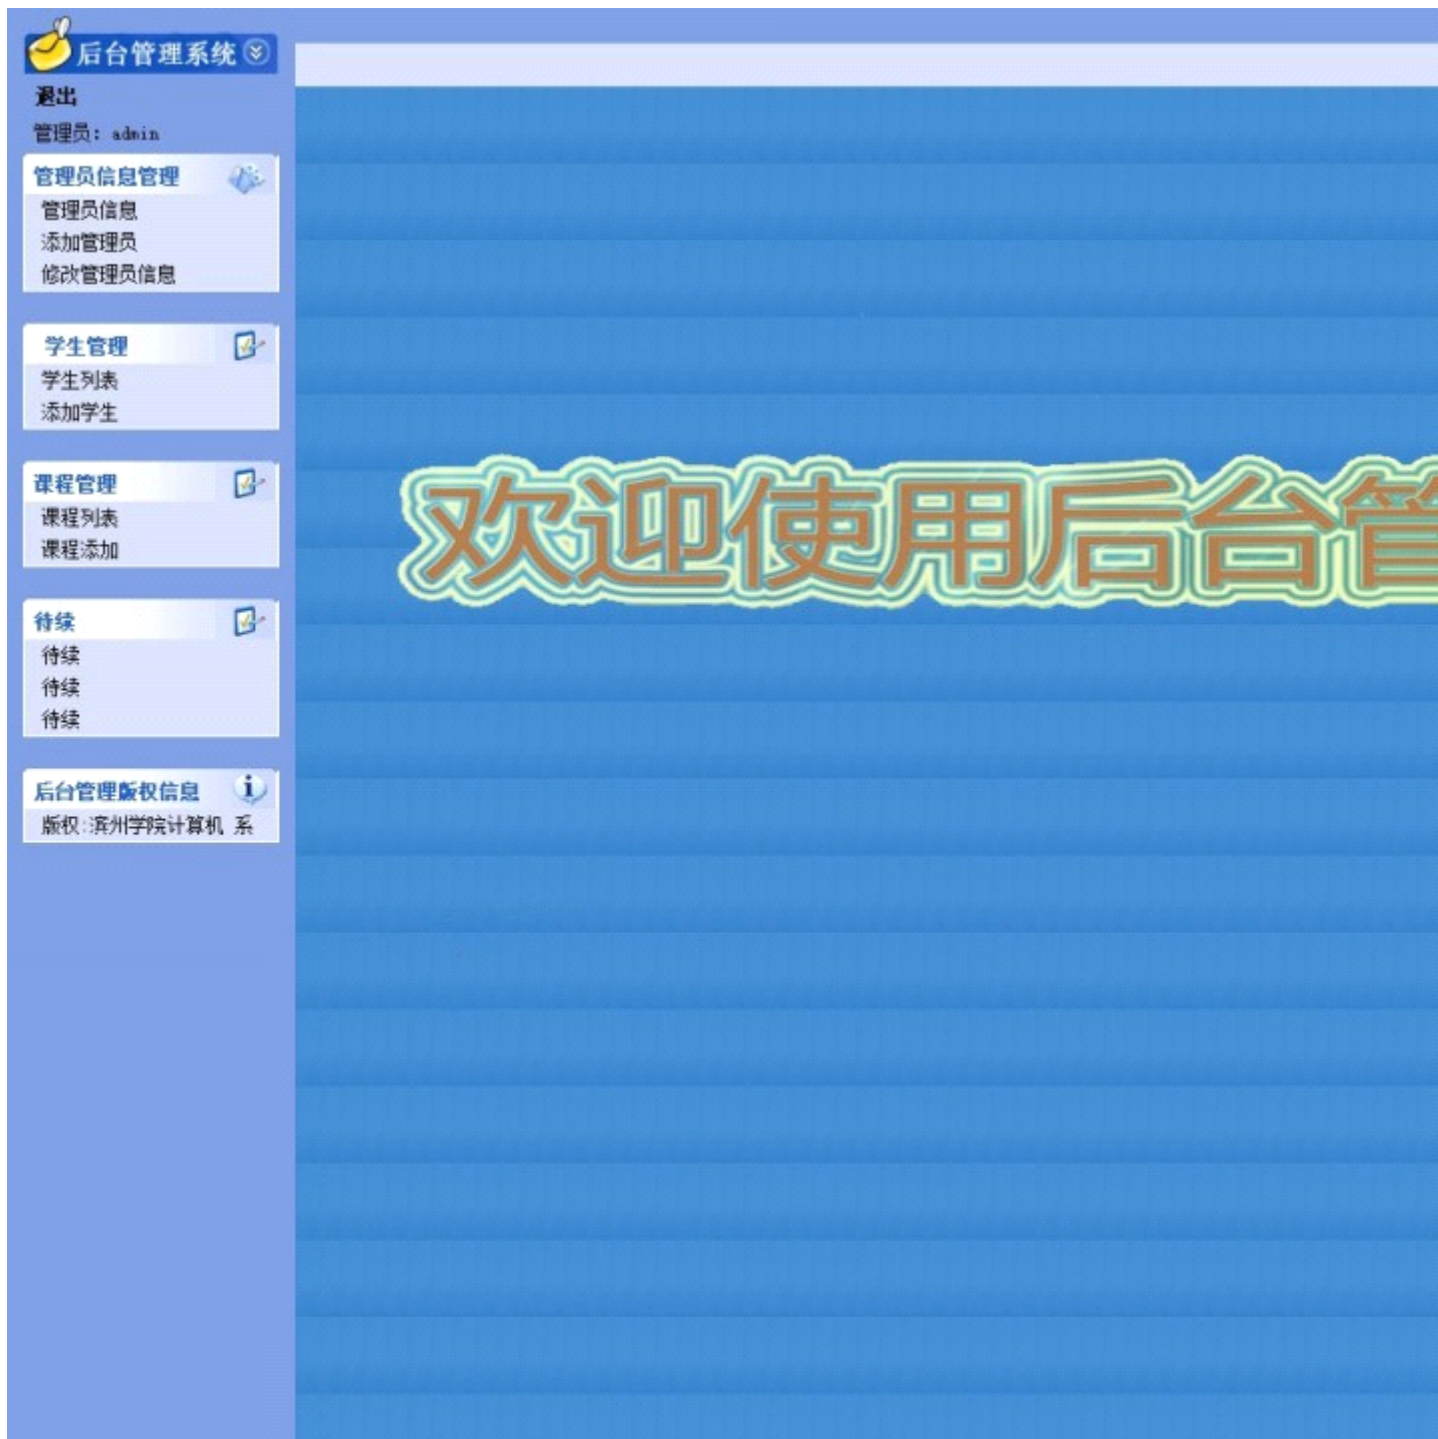 后台管理系统
退出
管理员：admin
管理员信息管理
管理员信息
添加管理员
修改管理员信息
学生管理
学生列表
添加学生
课程管理
课程列表
课程添加
待续
待续
待续
待续
后台管理版权信息
版权:滨州学院计算机 系
欢迎使用后台管